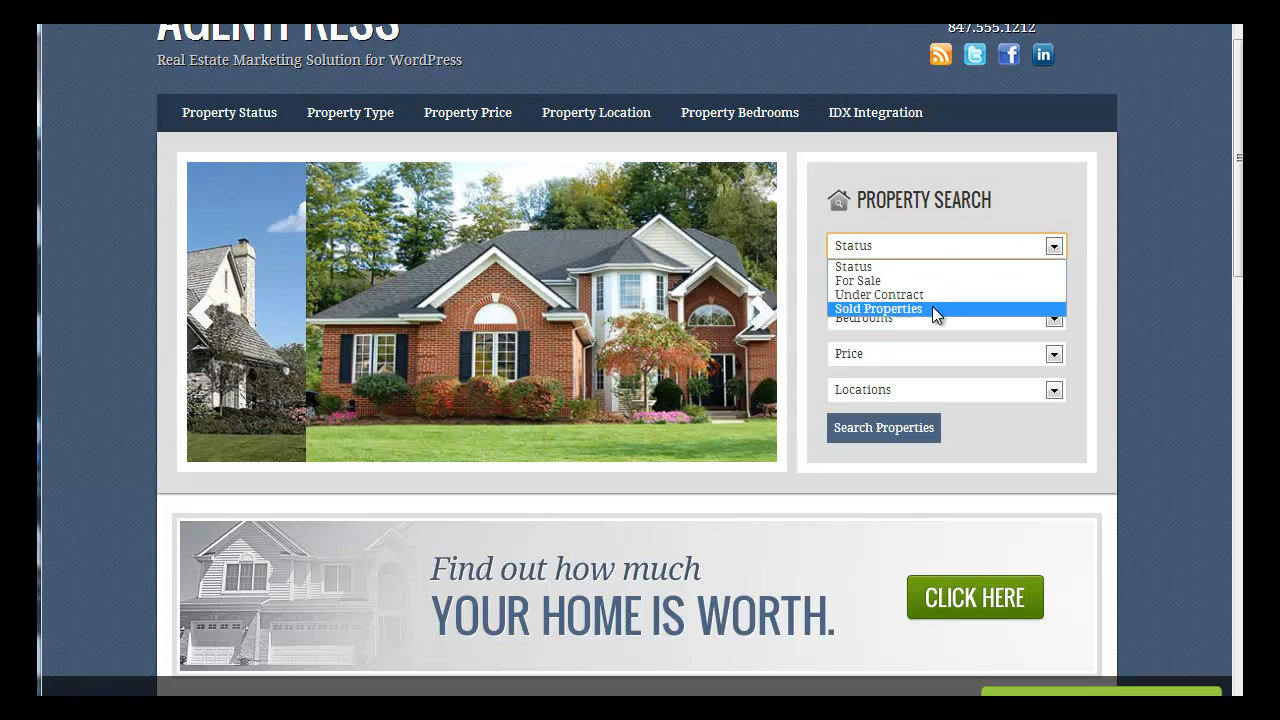 AGENTPRESS
847.555.1212
Real Estate Marketing Solution for WordPress
Property Status Property Type Property Price Property Location Property Bedrooms IDX Integration
PROPERTY SEARCH
Status
Status
For Sale
Under Contract
Sold Properties
Bedrooms
Price
Locations
Search Properties
Find out how much
YOUR HOME IS WORTH.
CLICK HERE